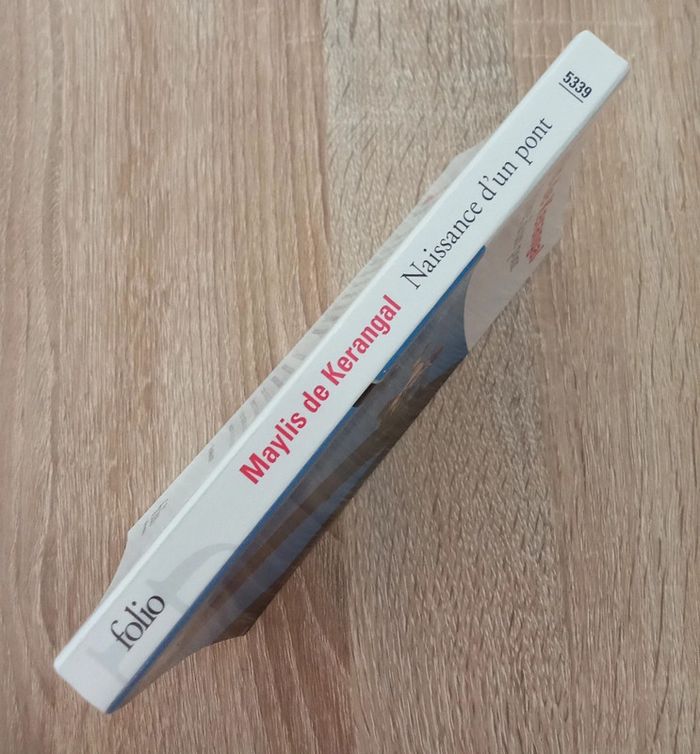 folio
Maylis de Kerangal Naissance d'un pont
5339